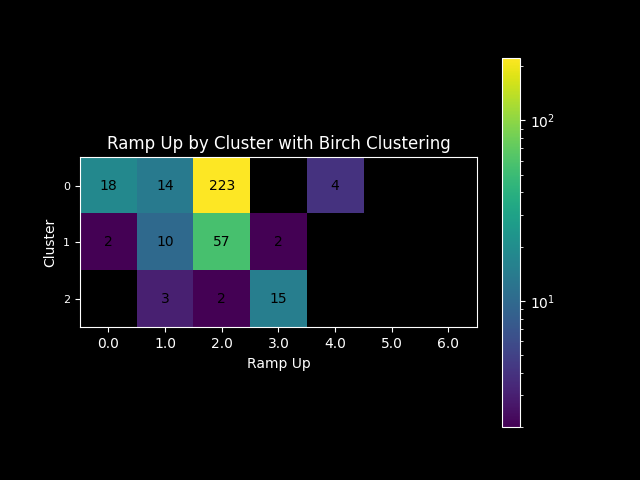 Ramp Up by Cluster with Birch Clustering
0 18 14 223 4
1 2 10 57 2
2 3 2 15
0.0 1.0 2.0 3.0 4.0 5.0 6.0
Ramp Up
Cluster
10²
10¹